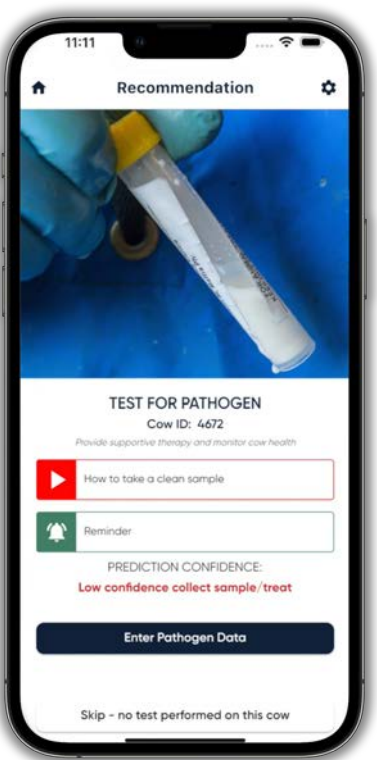 11:11
Recommendation
TEST FOR PATHOGEN
Cow ID: 4672
Provide supportive therapy and monitor cow health
How to take a clean sample
Reminder
PREDICTION CONFIDENCE:
Low confidence collect sample/treat
Enter Pathogen Data
Skip - no test performed on this cow